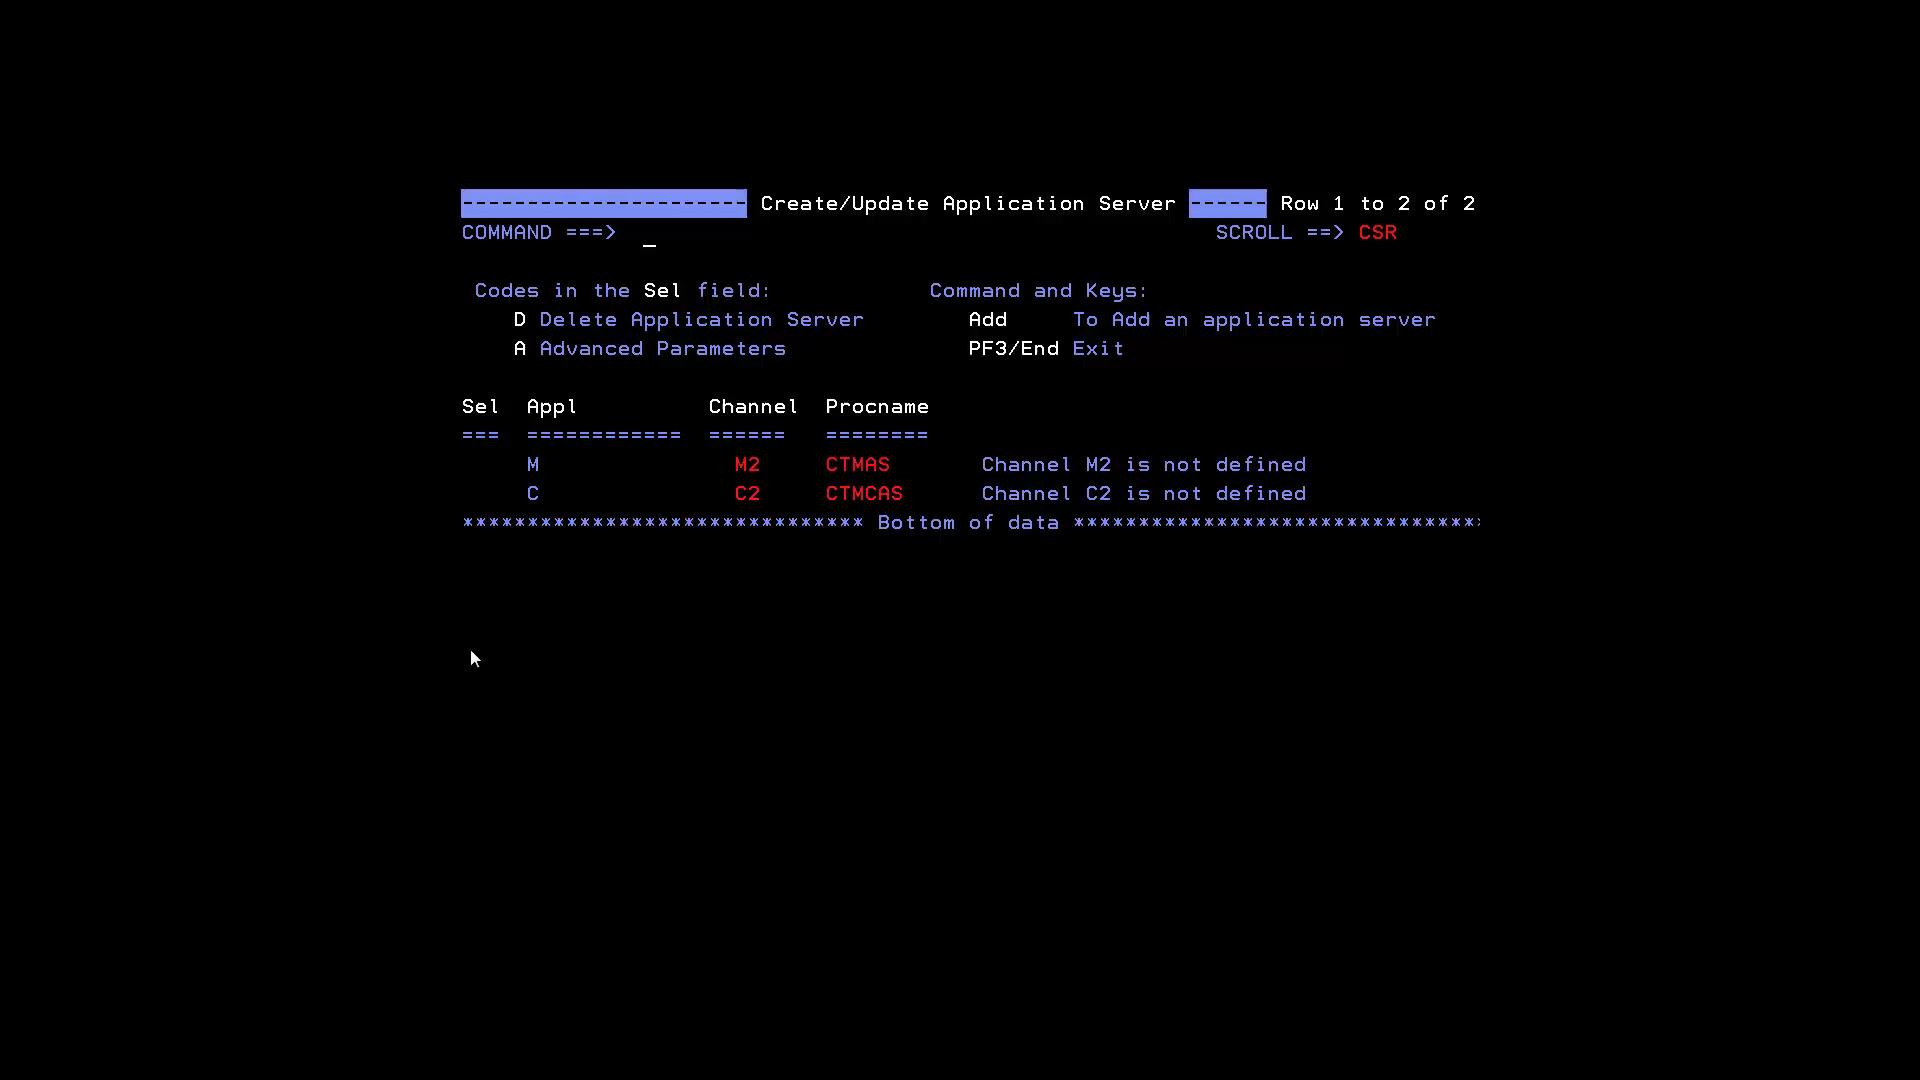 ---------------------- Create/Update Application Server ------ Row 1 to 2 of 2
COMMAND ===> _ SCROLL ==> CSR
Codes in the Sel field: Command and Keys:
D Delete Application Server Add To Add an application server
A Advanced Parameters PF3/End Exit
Sel Appl Channel Procname
=== ============ ====== ========
M M2 CTMAS Channel M2 is not defined
C C2 CTMCAS Channel C2 is not defined
******************************* Bottom of data ********************************